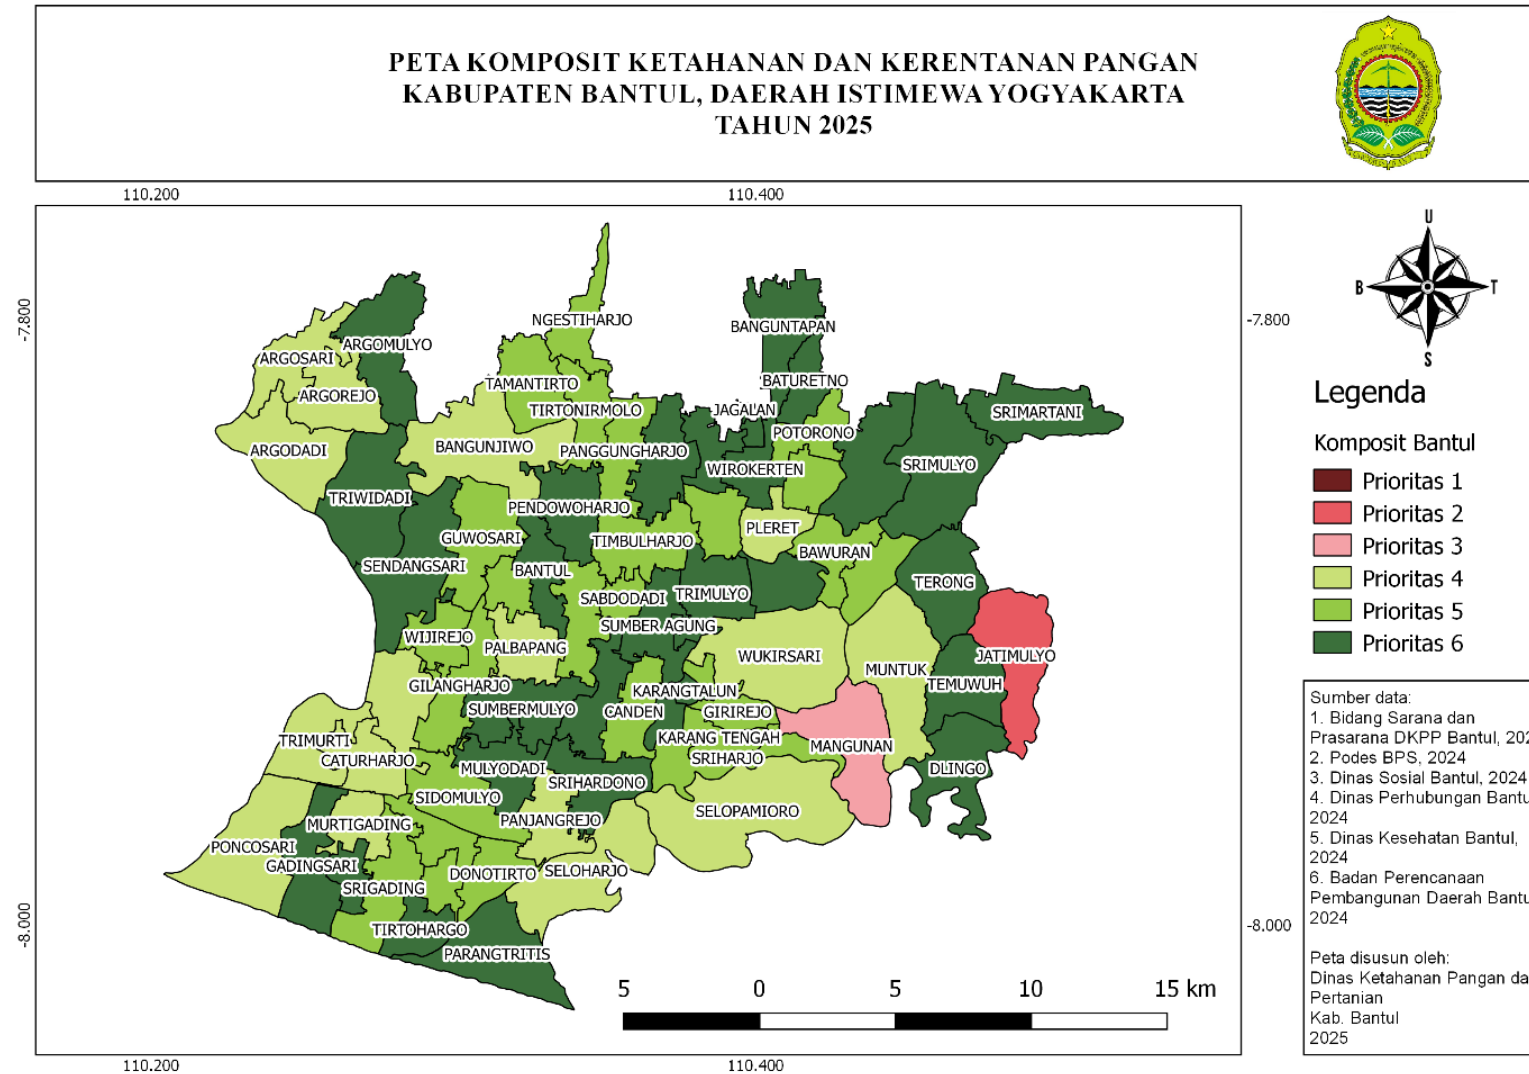 PETA KOMPOSIT KETAHANAN DAN KERENTANAN PANGAN
KABUPATEN BANTUL, DAERAH ISTIMEWA YOGYAKARTA
TAHUN 2025
110.200
110.400
-7.800
-7.800
-8.000
-8.000
NGESTIHARJO
BANGUNTAPAN
ARGOMULYO
ARGOSARI
TAMANTIRTO
BATURETNO
ARGOREJO
TIRTONIRMOLO
JAGALAN
SRIMARTANI
POTORONO
ARGODADI
BANGUNJIWO
PANGGUNGHARJO
WIROKERTEN
SRIMULYO
TRIWIDADI
PENDOWOHARJO
PLERET
GUWOSARI
TIMBULHARJO
BAWURAN
SENDANGSARI
BANTUL
TERONG
SABDODADI
TRIMULYO
SUMBER AGUNG
WIJIREJO
PALBAPANG
WUKIRSARI
JATIMULYO
MUNTUK
TEMUWUH
GILANGHARJO
KARANGTALUN
SUMBERMULYO
CANDEN
GIRIREJO
TRIMURTI
KARANG TENGAH
MANGUNAN
CATURHARJO
SRIHARJO
MULYODADI
DLINGO
SRIHARDONO
SIDOMULYO
SELOPAMIORO
MURTIGADING
PANJANGREJO
PONCOSARI
GADINGSARI
DONOTIRTO
SELOHARJO
SRIGADING
TIRTOHARGO
PARANGTRITIS
5
0
5
10
15 km
110.200
110.400
U
B
T
S
Legenda
Komposit Bantul
Prioritas 1
Prioritas 2
Prioritas 3
Prioritas 4
Prioritas 5
Prioritas 6
Sumber data:
1. Bidang Sarana dan
Prasarana DKPP Bantul, 202
2. Podes BPS, 2024
3. Dinas Sosial Bantul, 2024
4. Dinas Perhubungan Bantu
2024
5. Dinas Kesehatan Bantul,
2024
6. Badan Perencanaan
Pembangunan Daerah Bantu
2024
Peta disusun oleh:
Dinas Ketahanan Pangan da
Pertanian
Kab. Bantul
2025